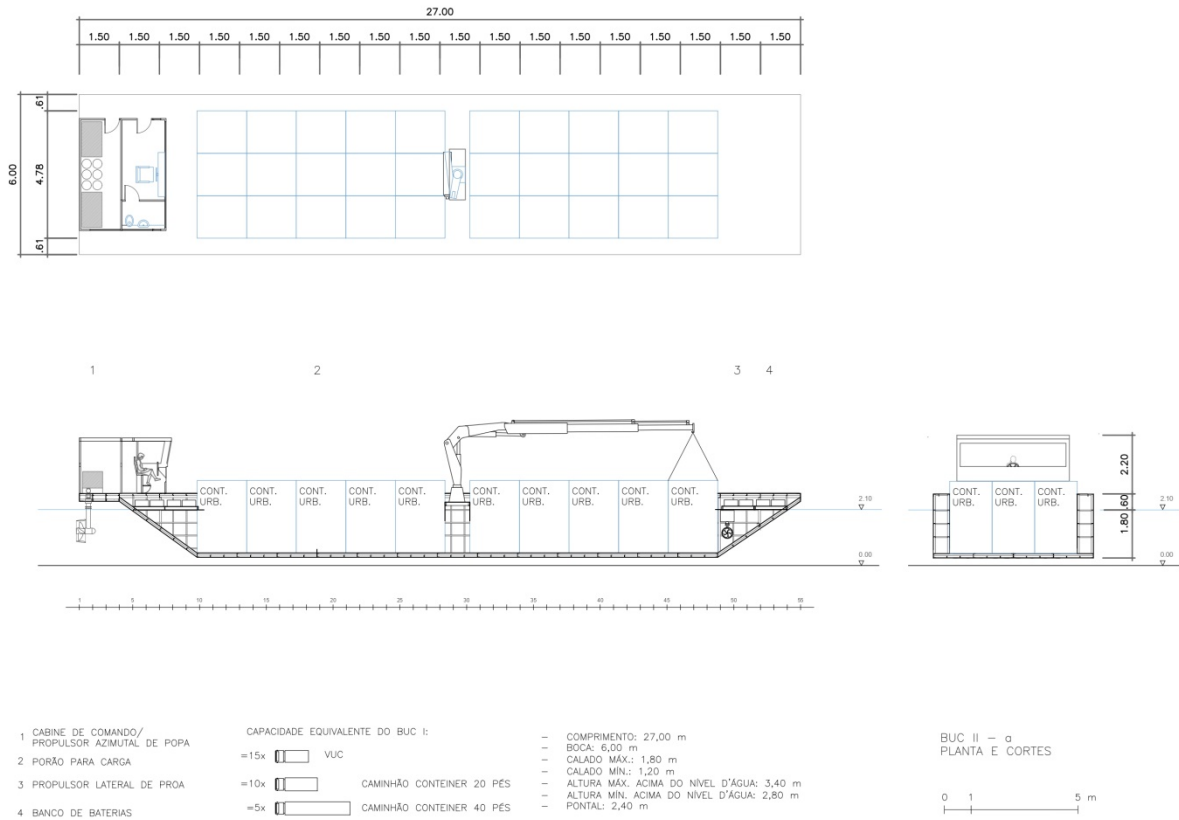 27.00
1.50 1.50 1.50 1.50 1.50 1.50 1.50 1.50 1.50 1.50 1.50 1.50 1.50 1.50 1.50 1.50 1.50 1.50
.61
6.00
4.78
.61
1 2 3 4
CONT. URB.
CONT. URB.
CONT. URB.
CONT. URB.
CONT. URB.
CONT. URB.
CONT. URB.
CONT. URB.
CONT. URB.
CONT. URB.
2.10
0.00
1 5 10 15 20 25 30 35 40 45 50 55
CONT. URB.
CONT. URB.
CONT. URB.
2.20
.60
1.80
2.10
0.00
1 CABINE DE COMANDO/
PROPULSOR AZIMUTAL DE POPA
2 PORÃO PARA CARGA
3 PROPULSOR LATERAL DE PROA
4 BANCO DE BATERIAS
CAPACIDADE EQUIVALENTE DO BUC I:
=15x VUC
=10x CAMINHÃO CONTEINER 20 PÉS
=5x CAMINHÃO CONTEINER 40 PÉS
- COMPRIMENTO: 27,00 m
- BOCA: 6,00 m
- CALADO MÁX.: 1,80 m
- CALADO MÍN.: 1,20 m
- ALTURA MÁX. ACIMA DO NÍVEL D'ÁGUA: 3,40 m
- ALTURA MÍN. ACIMA DO NÍVEL D'ÁGUA: 2,80 m
- PONTAL: 2,40 m
BUC II - a
PLANTA E CORTES
0 1 5 m